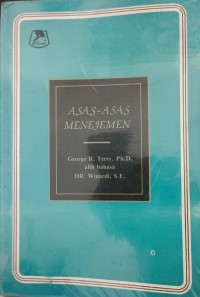 ASAS-ASAS
MENEJEMEN
George R. Terry, Ph.D.
alih bahasa
DR. Winardi, S.E.